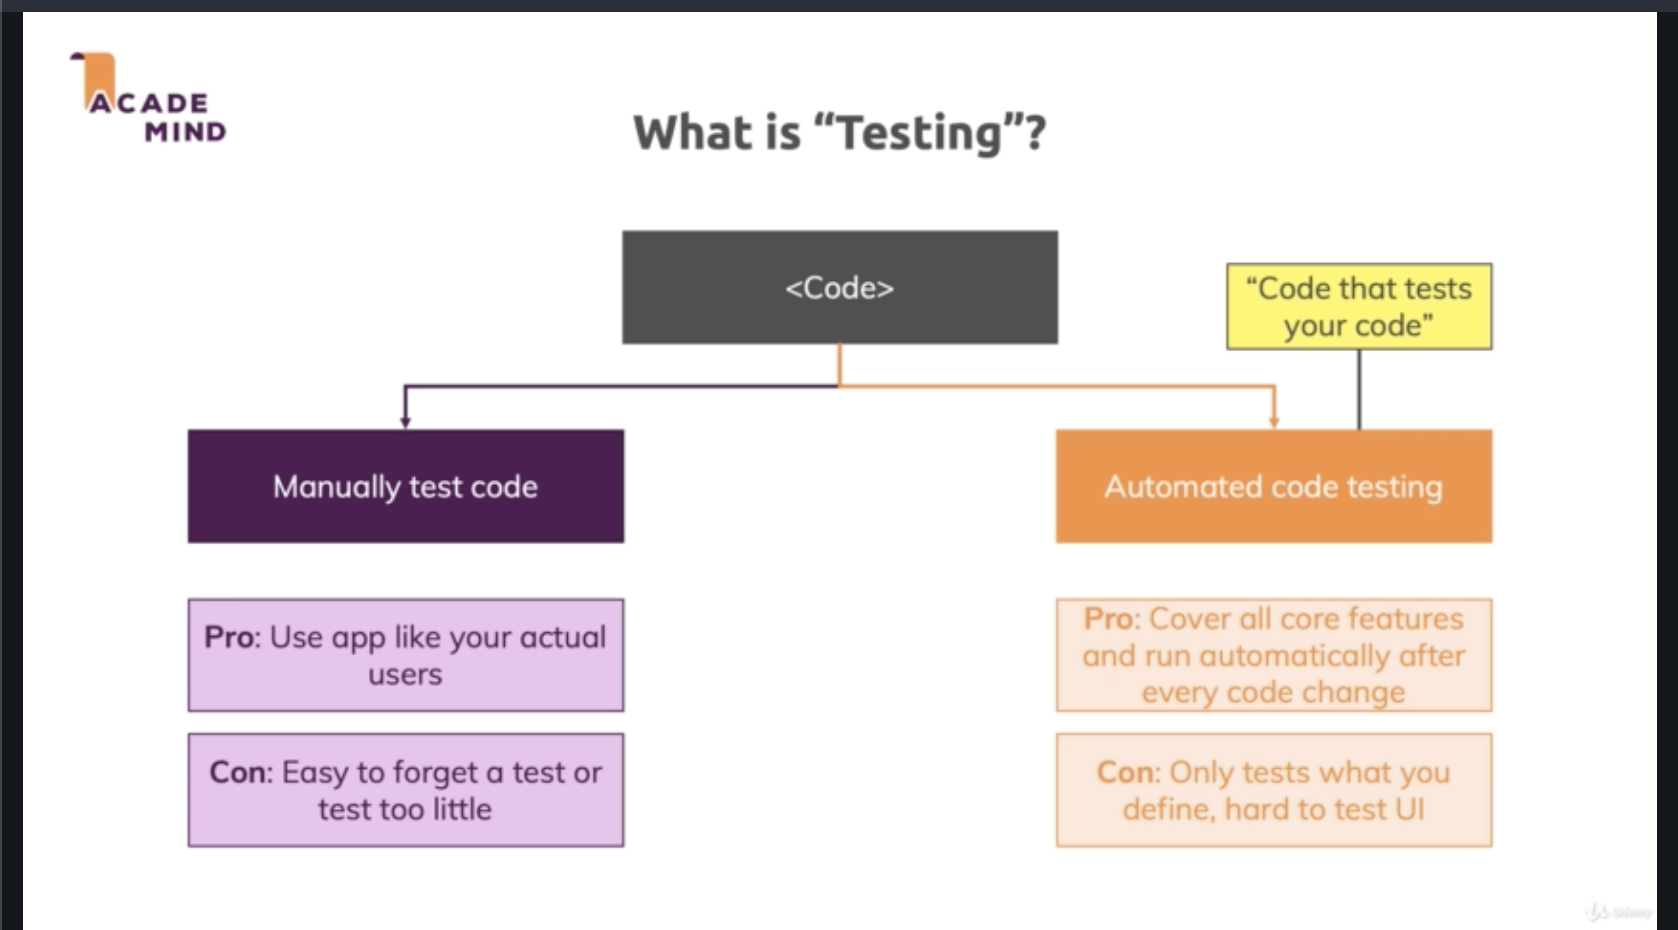 ACADE
MIND
What is “Testing”?
<Code>
“Code that tests
your code”
Manually test code
Automated code testing
Pro: Use app like your actual
users
Pro: Cover all core features
and run automatically after
every code change
Con: Easy to forget a test or
test too little
Con: Only tests what you
define, hard to test UI
Udemy